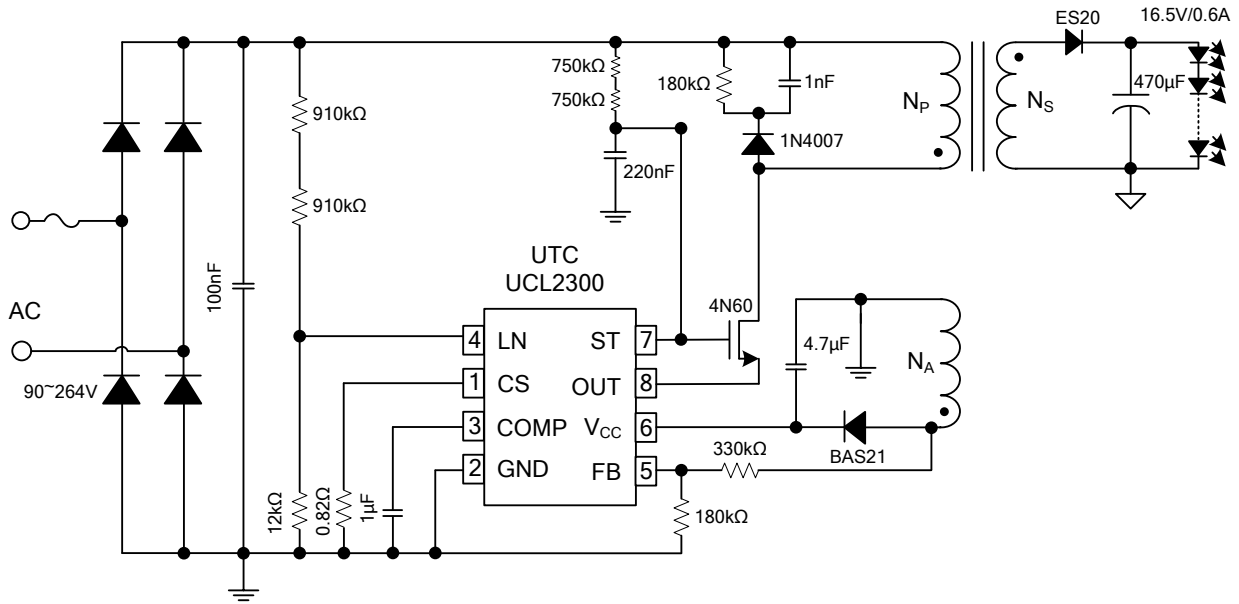 ES20
16.5V/0.6A
750kΩ
750kΩ
180kΩ
1nF
910kΩ
NP
NS
470µF
1N4007
220nF
910kΩ
UTC
UCL2300
100nF
AC
90~264V
4 LN
ST 7
4N60
4.7µF
NA
1 CS
OUT 8
3 COMP
VCC 6
BAS21
2 GND
FB 5
330kΩ
12kΩ
0.82Ω
1µF
180kΩ